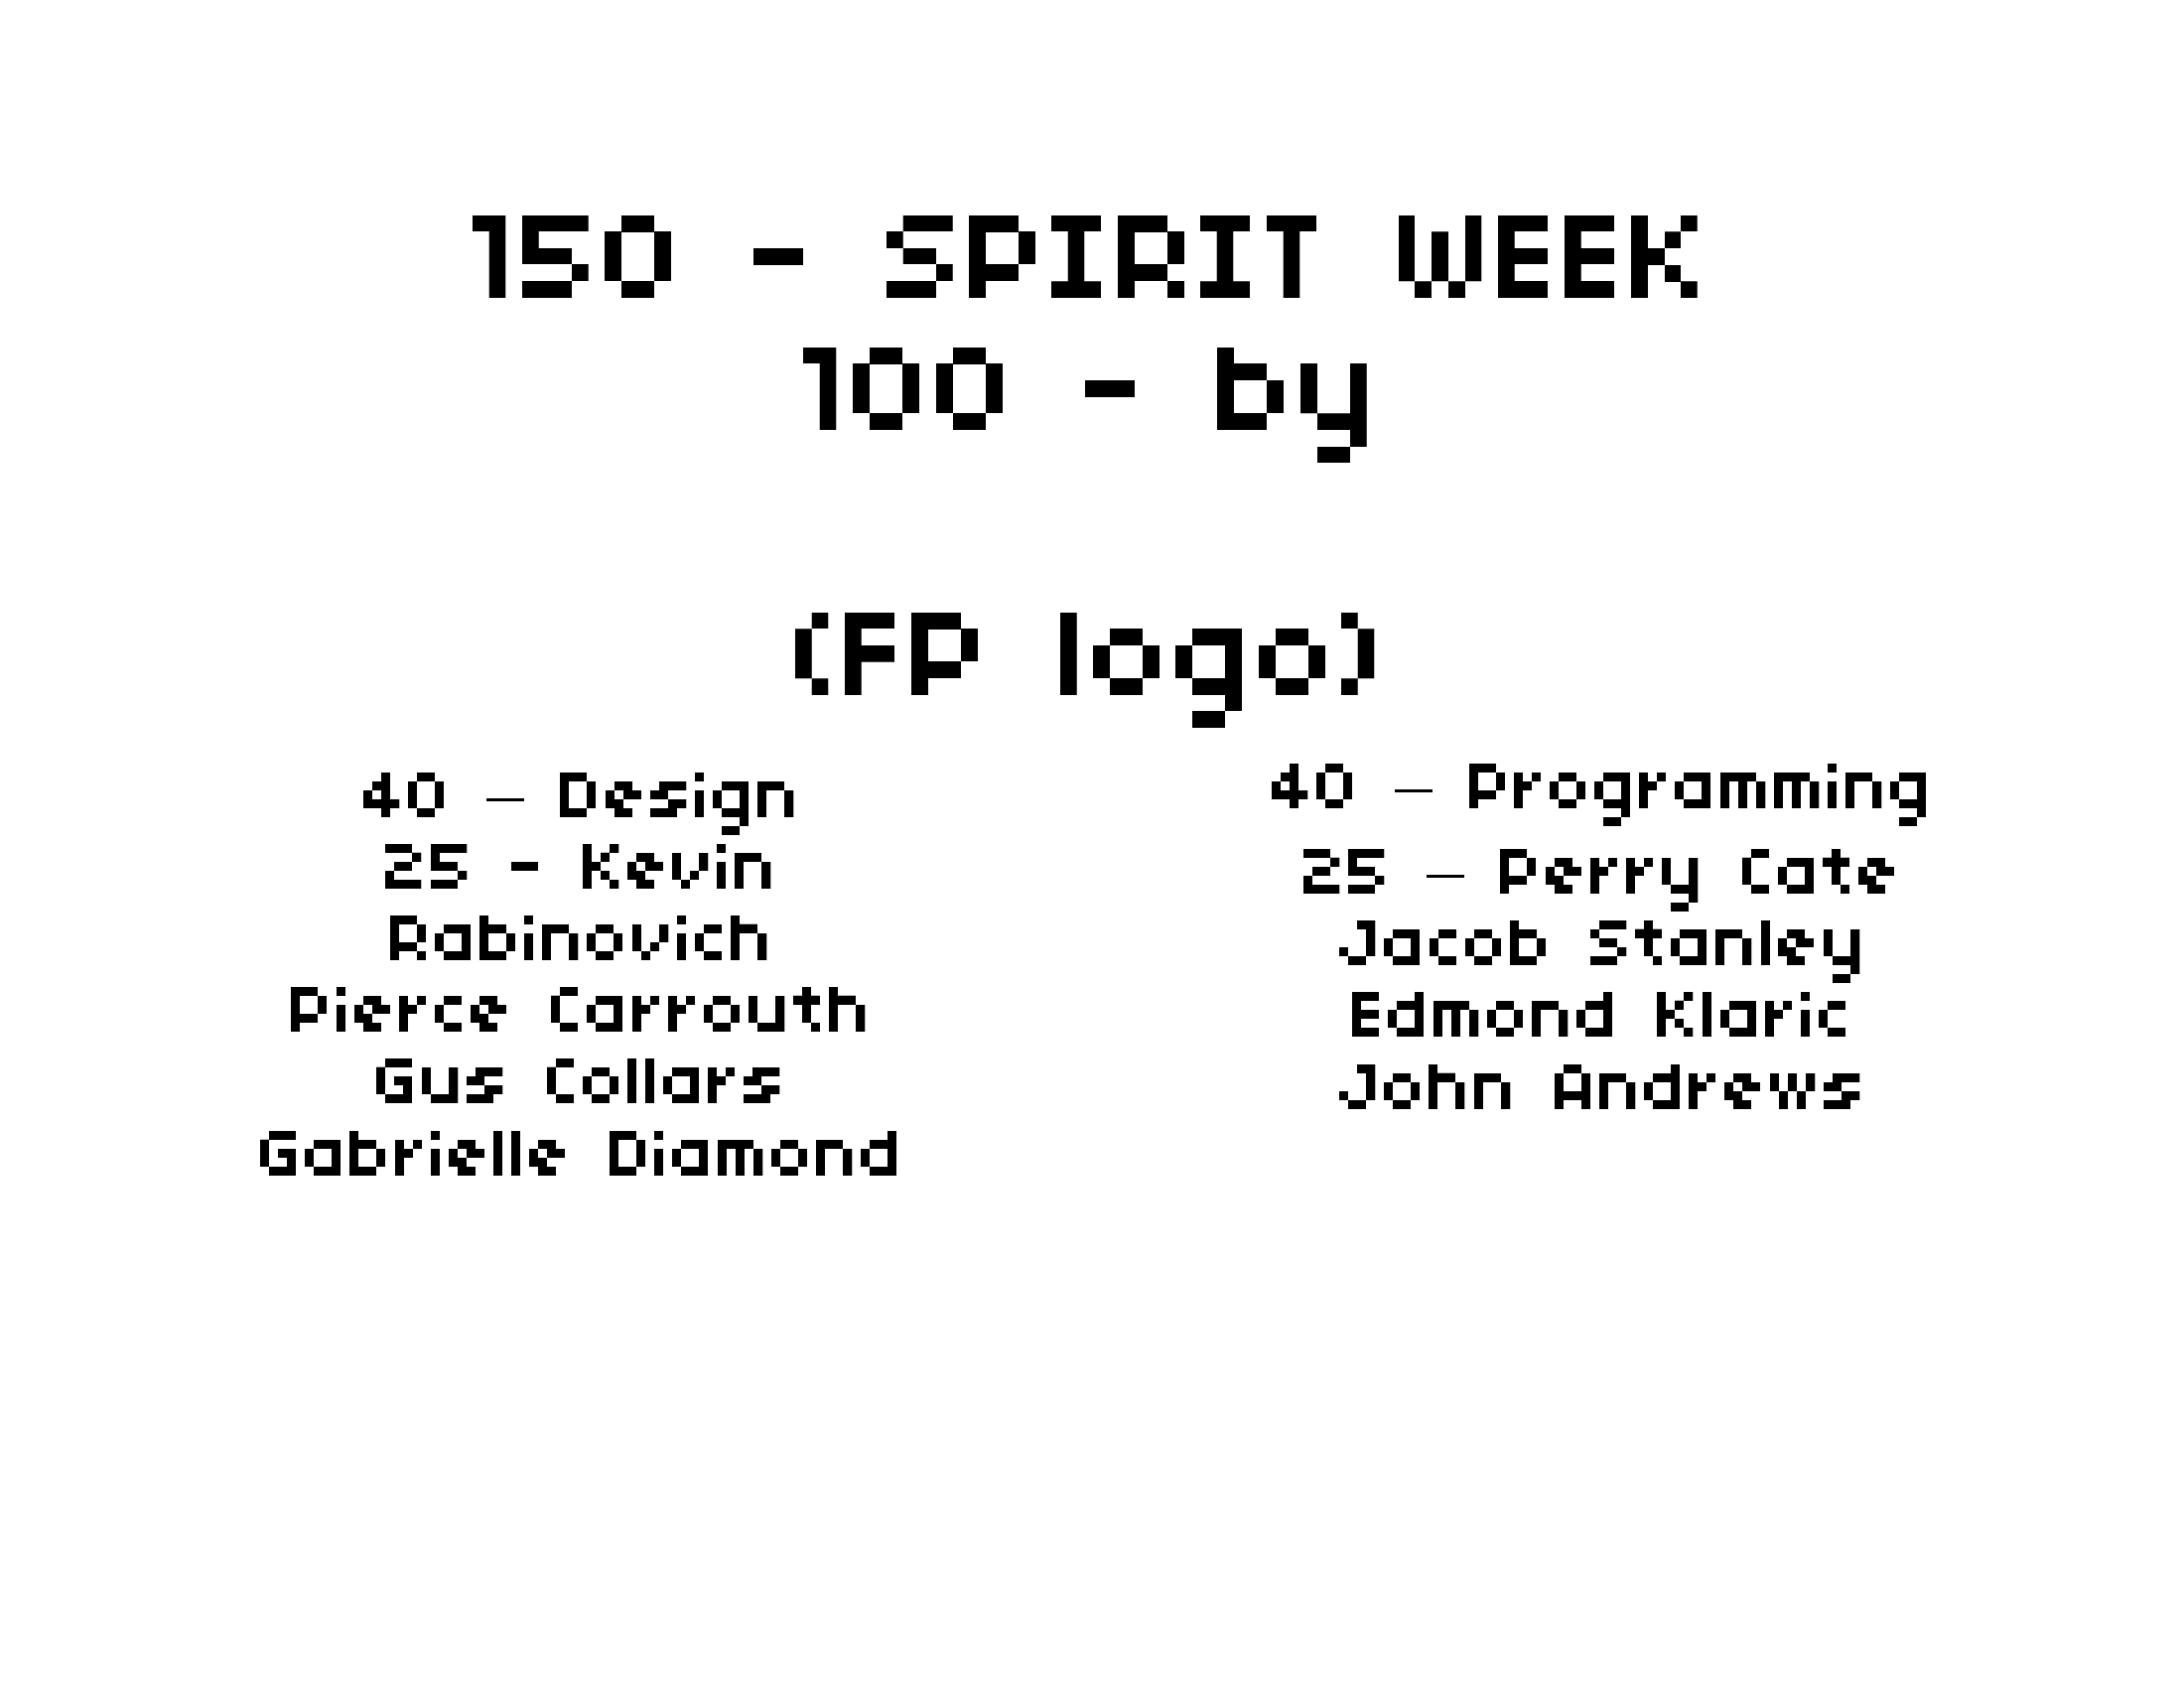 150 - SPIRIT WEEK
100 - by
(FP logo)
40 – Design
25 - Kevin
Rabinovich
Pierce Carrouth
Gus Collars
Gabrielle Diamond
40 – Programming
25 – Perry Cate
Jacob Stanley
Edmond Klaric
John Andrews